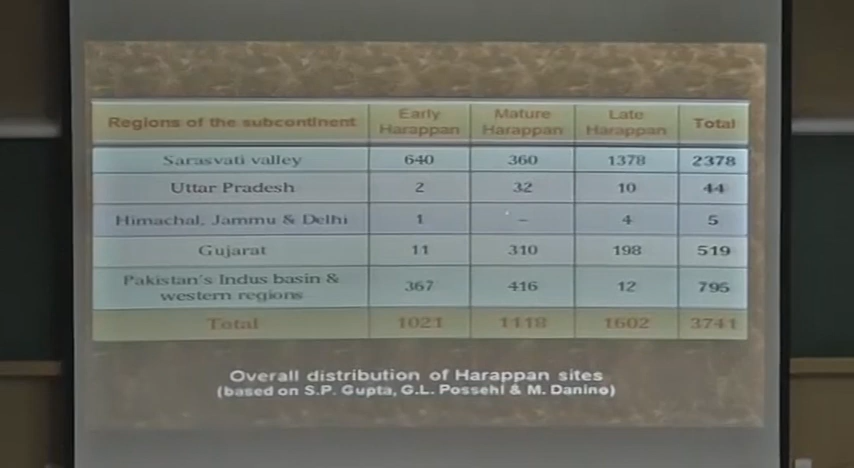 Regions of the subcontinent | Early Harappan | Mature Harappan | Late Harappan | Total
Sarasvati valley | 640 | 360 | 1378 | 2378
Uttar Pradesh | 2 | 32 | 10 | 44
Himachal, Jammu & Delhi | 1 | – | 4 | 5
Gujarat | 11 | 310 | 198 | 519
Pakistan's Indus basin & western regions | 367 | 416 | 12 | 795
Total | 1021 | 1118 | 1602 | 3741
Overall distribution of Harappan sites
(based on S.P. Gupta, G.L. Possehl & M. Danino)